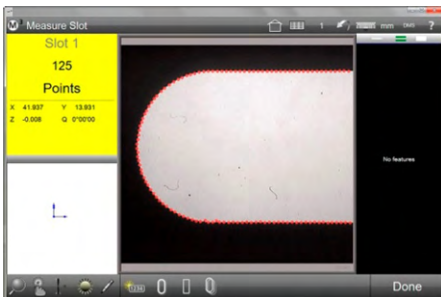 Measure Slot
1
mm
DMS
?
Slot 1
125
Points
X 41.937 Y 13.931
Z -0.008 Q 0°00'00
No features
Done